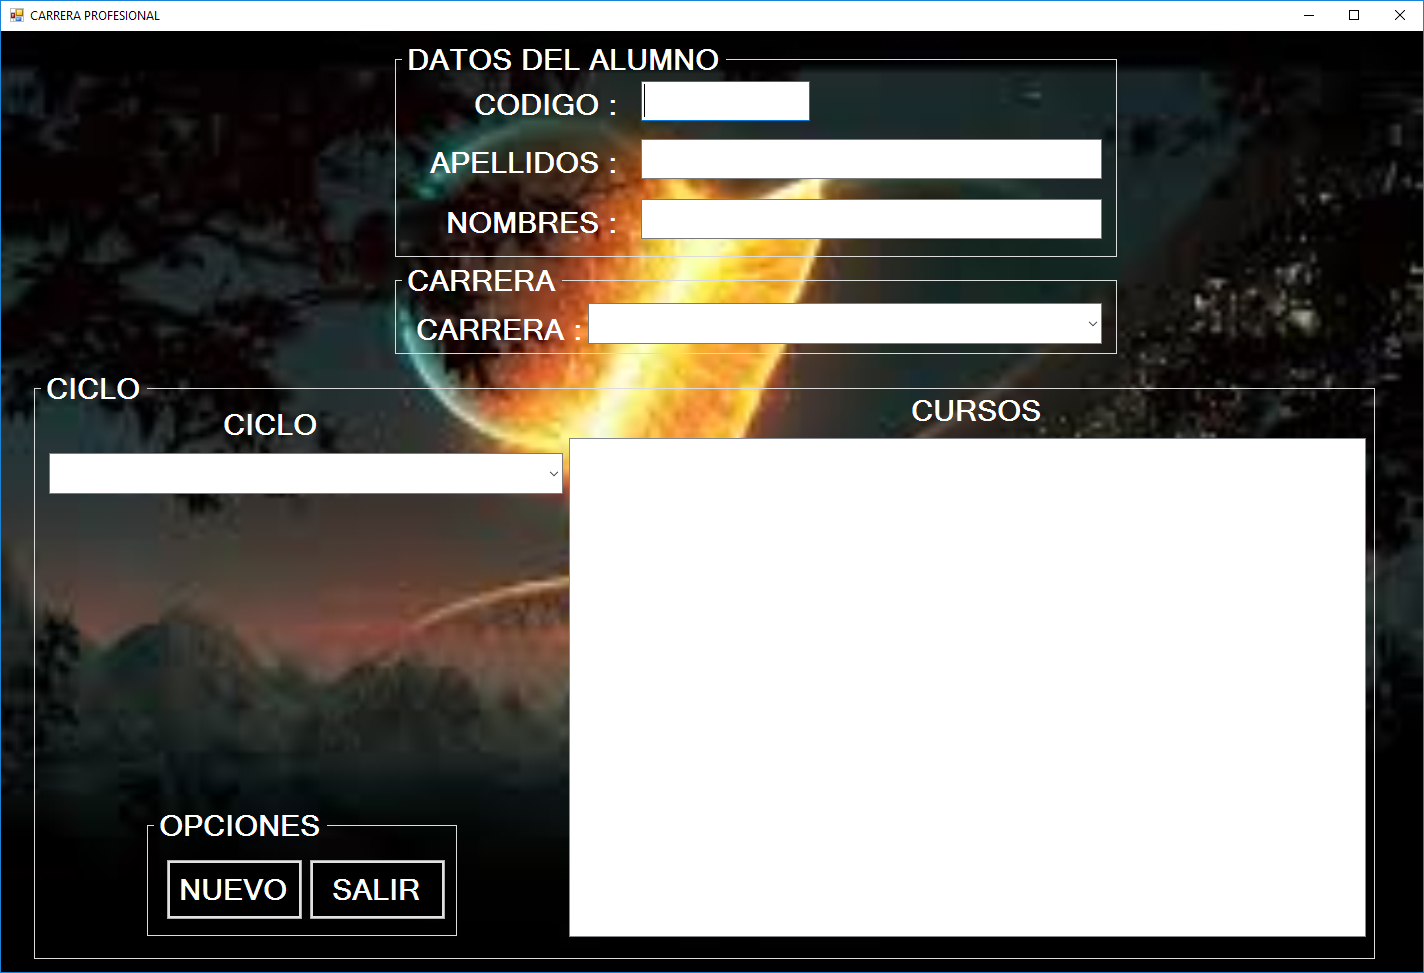 CARRERA PROFESIONAL
DATOS DEL ALUMNO
CODIGO :
APELLIDOS :
NOMBRES :
CARRERA
CARRERA :
CICLO
CICLO
CURSOS
OPCIONES
NUEVO
SALIR